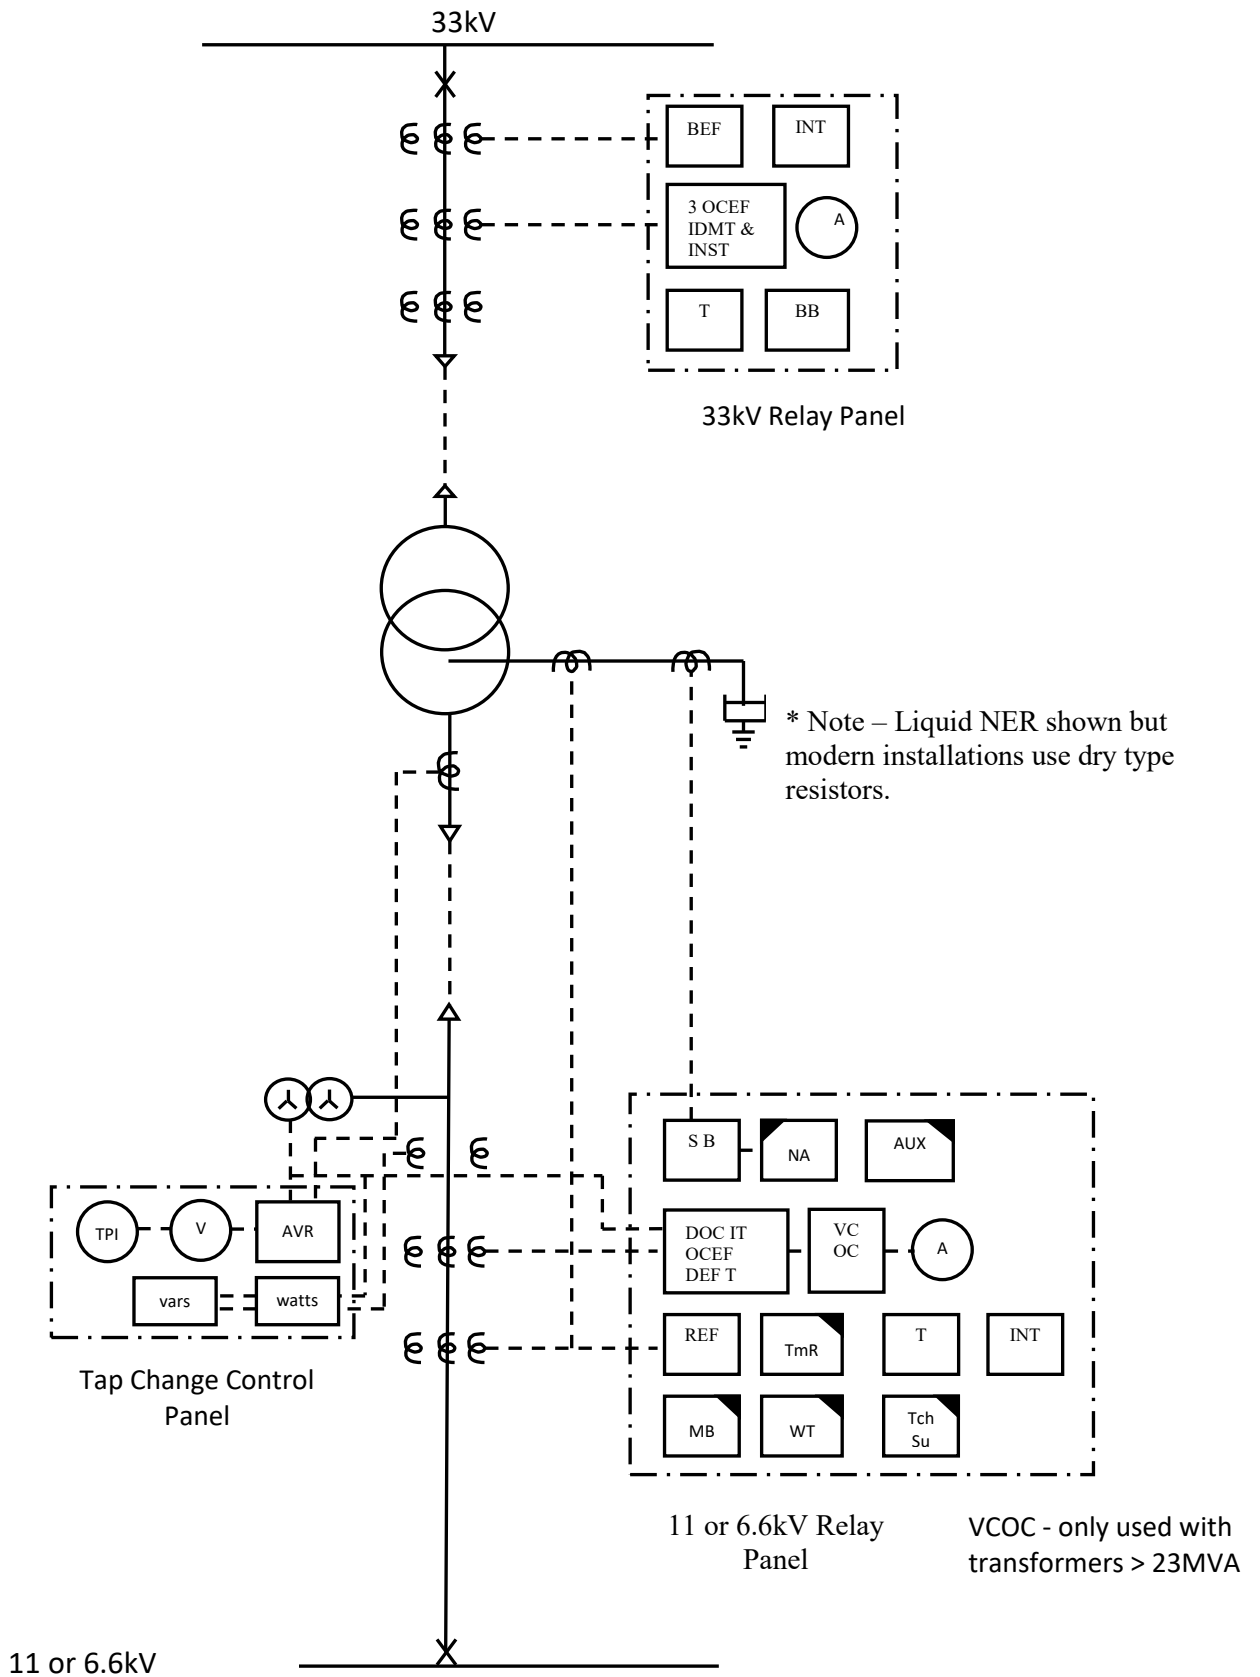 33kV
BEF
INT
3 OCEF
IDMT &
INST
A
T
BB
33kV Relay Panel
* Note – Liquid NER shown but
modern installations use dry type
resistors.
S B
NA
AUX
TPI
V
AVR
DOC IT
OCEF
DEF T
VC
OC
A
vars
watts
REF
TmR
T
INT
Tap Change Control
Panel
MB
WT
Tch
Su
11 or 6.6kV Relay
Panel
VCOC - only used with
transformers > 23MVA
11 or 6.6kV